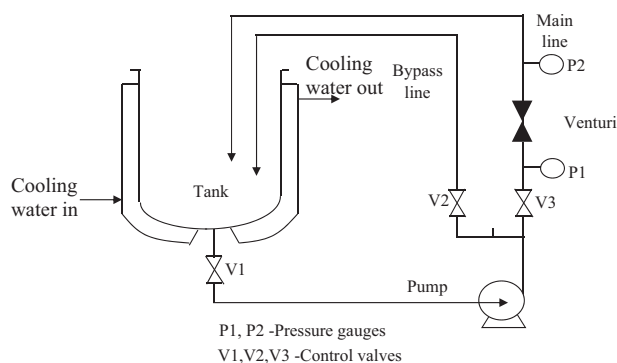 Main
line
P2
Cooling
water out
Bypass
line
Venturi
P1
Tank
Cooling
water in
V2
V3
V1
Pump
P1, P2 -Pressure gauges
V1,V2,V3 -Control valves